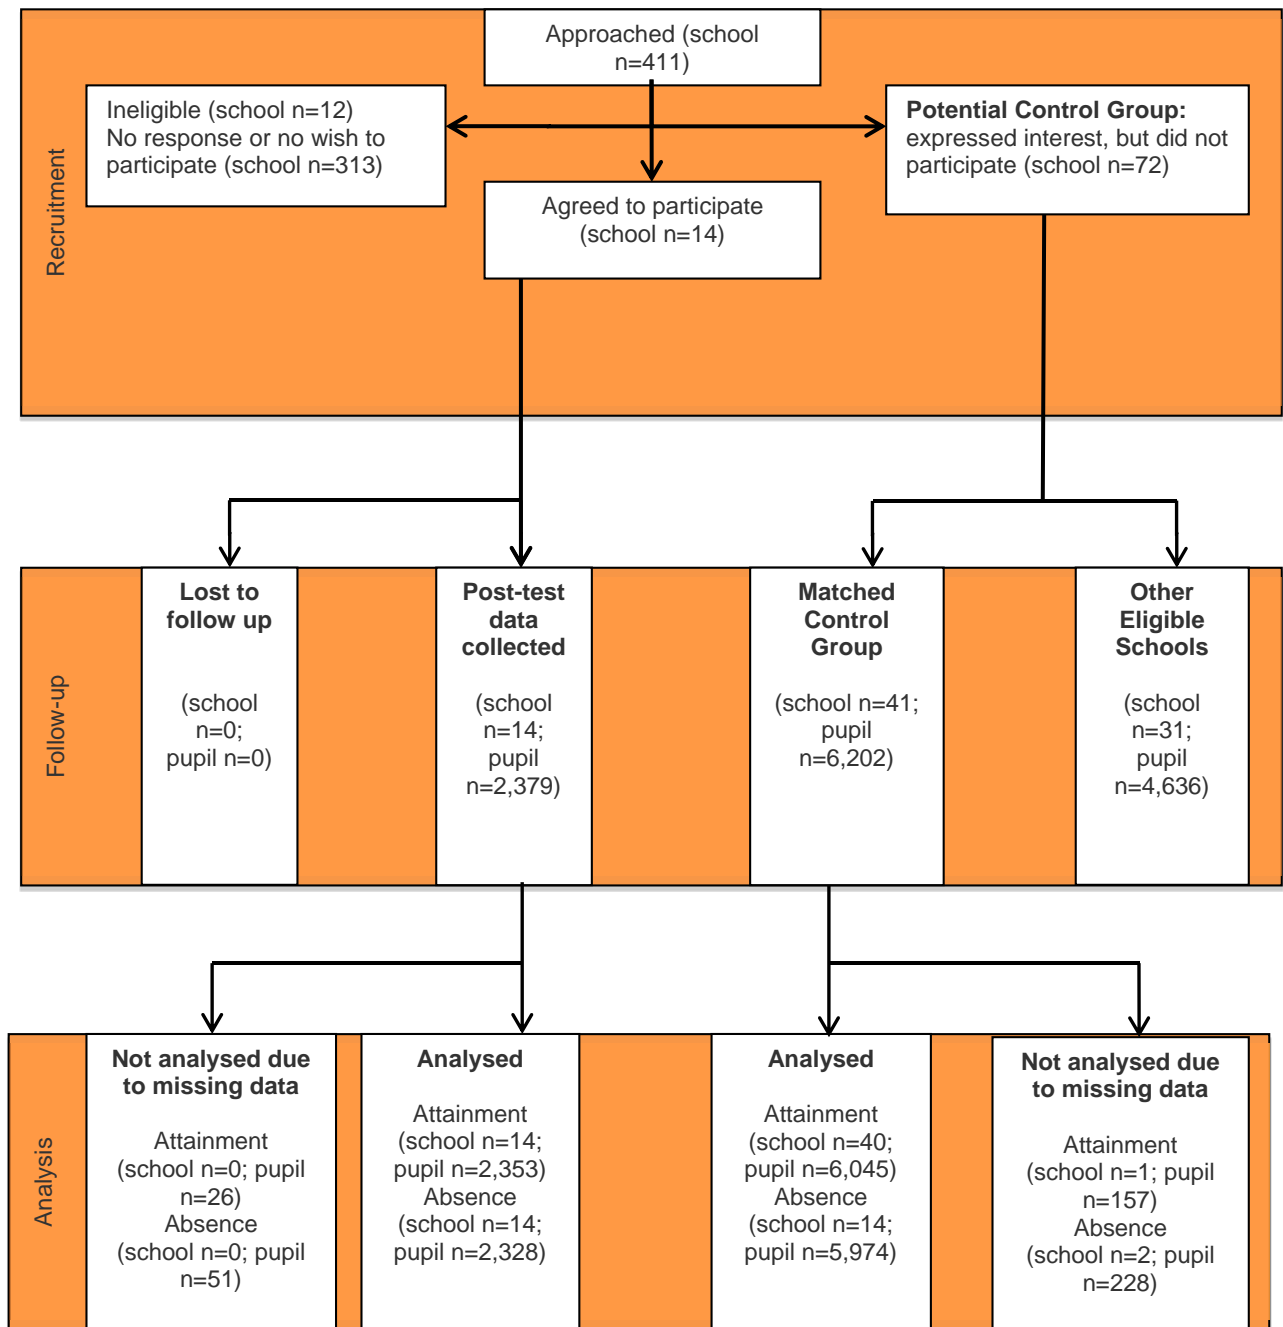 Approached (school
n=411)
Ineligible (school n=12)
No response or no wish to
participate (school n=313)
Potential Control Group:
expressed interest, but did not
participate (school n=72)
Agreed to participate
(school n=14)
Recruitment
Lost to
follow up
(school
n=0;
pupil n=0)
Post-test
data
collected
(school
n=14;
pupil
n=2,379)
Matched
Control
Group
(school n=41;
pupil
n=6,202)
Other
Eligible
Schools
(school
n=31;
pupil
n=4,636)
Follow-up
Not analysed due
to missing data
Attainment
(school n=0; pupil
n=26)
Absence
(school n=0; pupil
n=51)
Analysed
Attainment
(school n=14;
pupil n=2,353)
Absence
(school n=14;
pupil n=2,328)
Analysed
Attainment
(school n=40;
pupil n=6,045)
Absence
(school n=14;
pupil n=5,974)
Not analysed due
to missing data
Attainment
(school n=1; pupil
n=157)
Absence
(school n=2; pupil
n=228)
Analysis